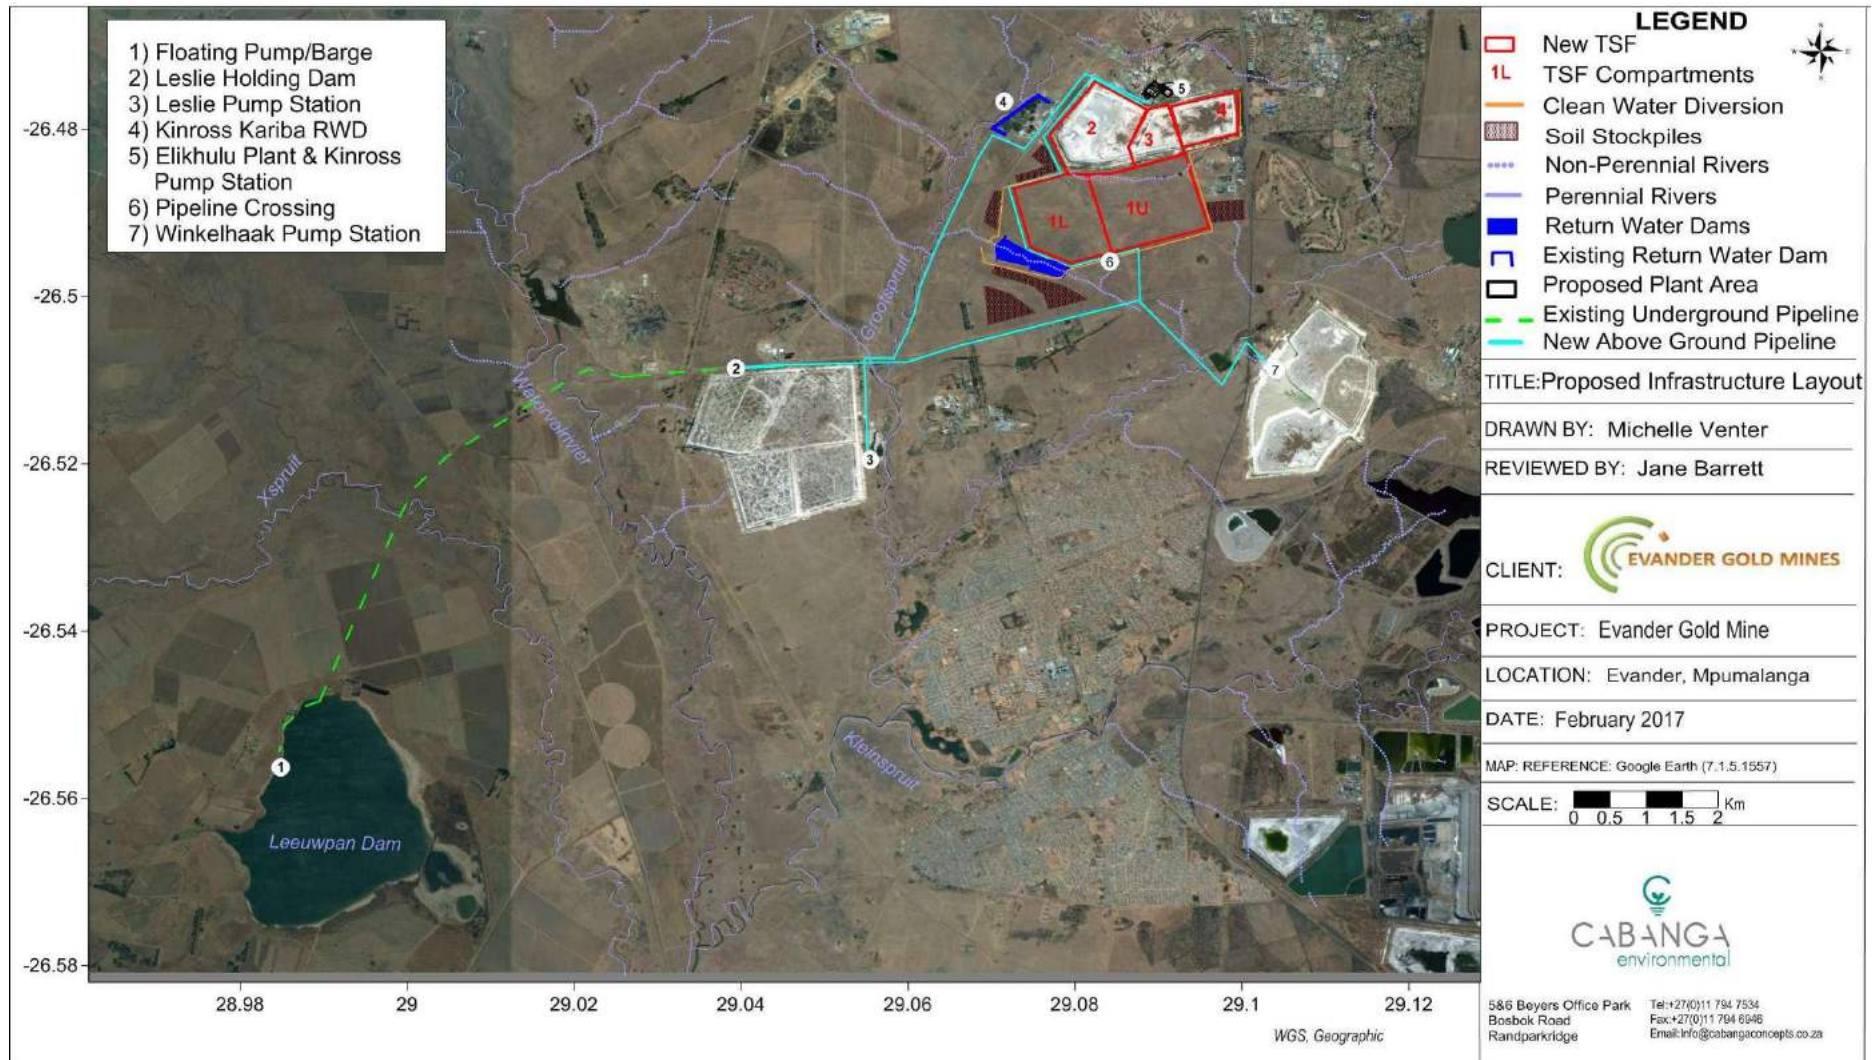 1) Floating Pump/Barge
2) Leslie Holding Dam
3) Leslie Pump Station
4) Kinross Kariba RWD
5) Elikhulu Plant & Kinross
Pump Station
6) Pipeline Crossing
7) Winkelhaak Pump Station
-26.48
-26.5
-26.52
-26.54
-26.56
-26.58
28.98
29
29.02
29.04
29.06
29.08
29.1
29.12
WGS, Geographic
4
5
2
3
4
1L
1U
6
2
3
7
1
Grootspruit
Watervalrivier
Xspruit
Kleinspruit
Leeuwpan Dam
LEGEND
New TSF
1L TSF Compartments
Clean Water Diversion
Soil Stockpiles
Non-Perennial Rivers
Perennial Rivers
Return Water Dams
Existing Return Water Dam
Proposed Plant Area
Existing Underground Pipeline
New Above Ground Pipeline
TITLE:Proposed Infrastructure Layout
DRAWN BY: Michelle Venter
REVIEWED BY: Jane Barrett
CLIENT: EVANDER GOLD MINES
PROJECT: Evander Gold Mine
LOCATION: Evander, Mpumalanga
DATE: February 2017
MAP: REFERENCE: Google Earth (7.1.5.1557)
SCALE: Km
0 0.5 1 1.5 2
CABANGA
environmental
5&6 Beyers Office Park
Bosbok Road
Randparkridge
Tel:+27(0)11 794 7534
Fax:+27(0)11 794 6946
Email:Info@cabangaconcepts.co.za